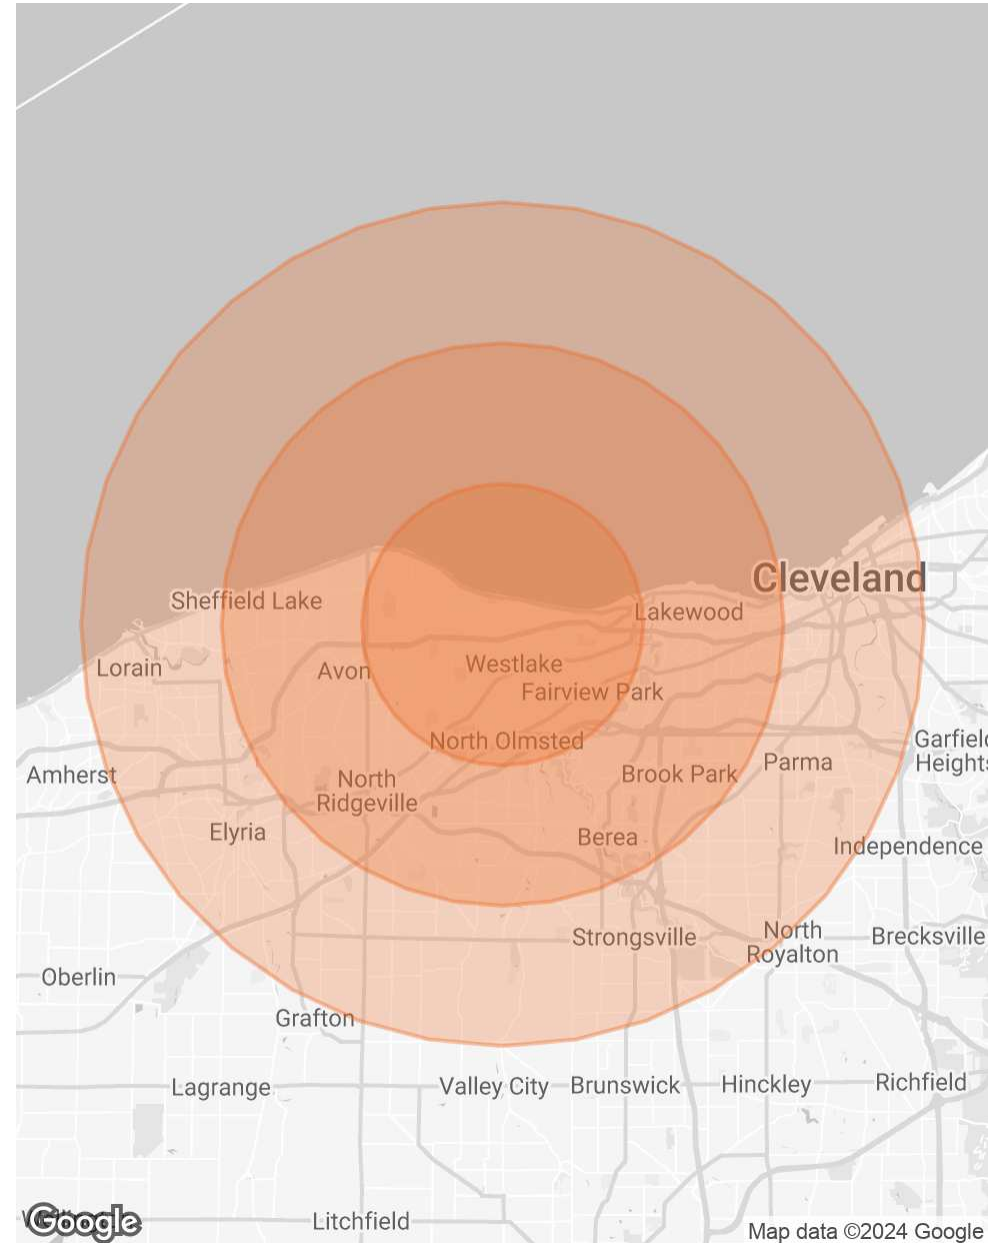 Cleveland
Sheffield Lake
Lakewood
Lorain
Avon
Westlake
Fairview Park
North Olmsted
Garfield
Heights
Amherst
North
Ridgeville
Brook Park
Parma
Elyria
Berea
Independence
Strongsville
North
Royalton
Brecksville
Oberlin
Grafton
Lagrange
Valley City
Brunswick
Hinckley
Richfield
Google
Litchfield
Map data ©2024 Google